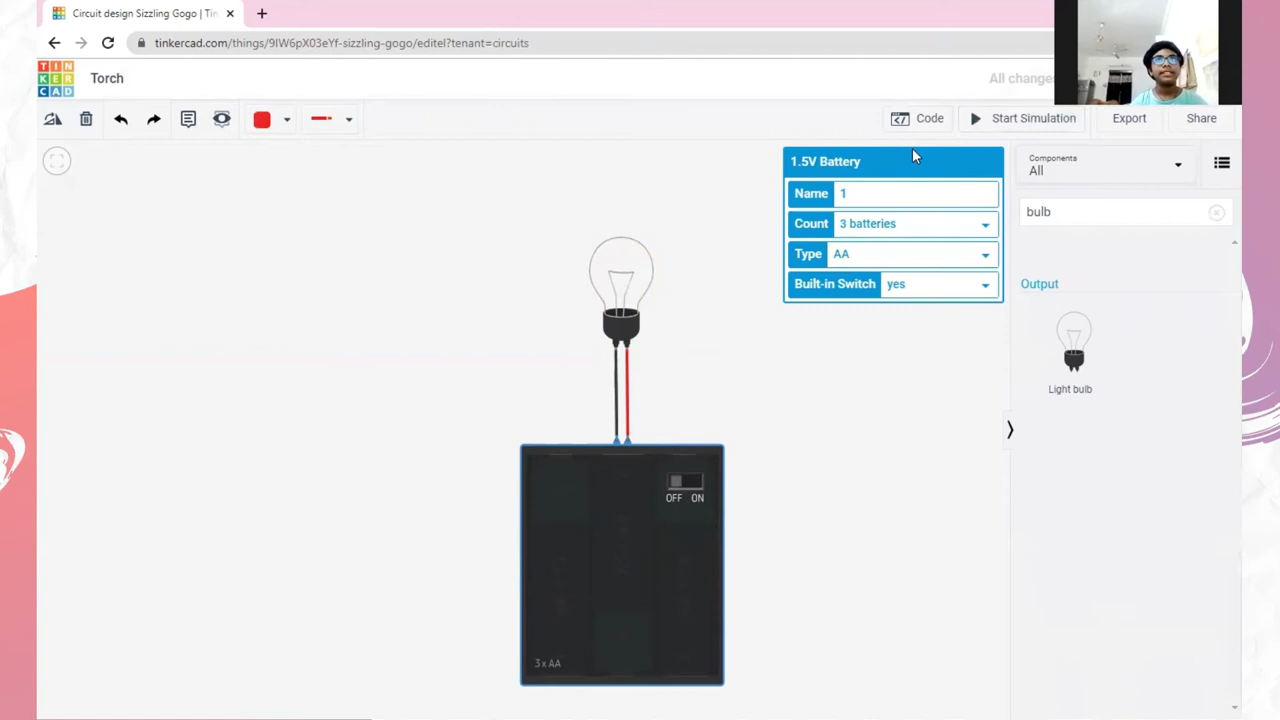 Circuit design Sizzling Gogo | Tin
tinkercad.com/things/9IW6pX03eYf-sizzling-gogo/editel?tenant=circuits
TIN
KER
CAD
Torch
All changes
Code
Start Simulation
Export
Share
1.5V Battery
Name 1
Count 3 batteries
Type AA
Built-in Switch yes
Components
All
bulb
Output
Light bulb
OFF ON
3 x AA